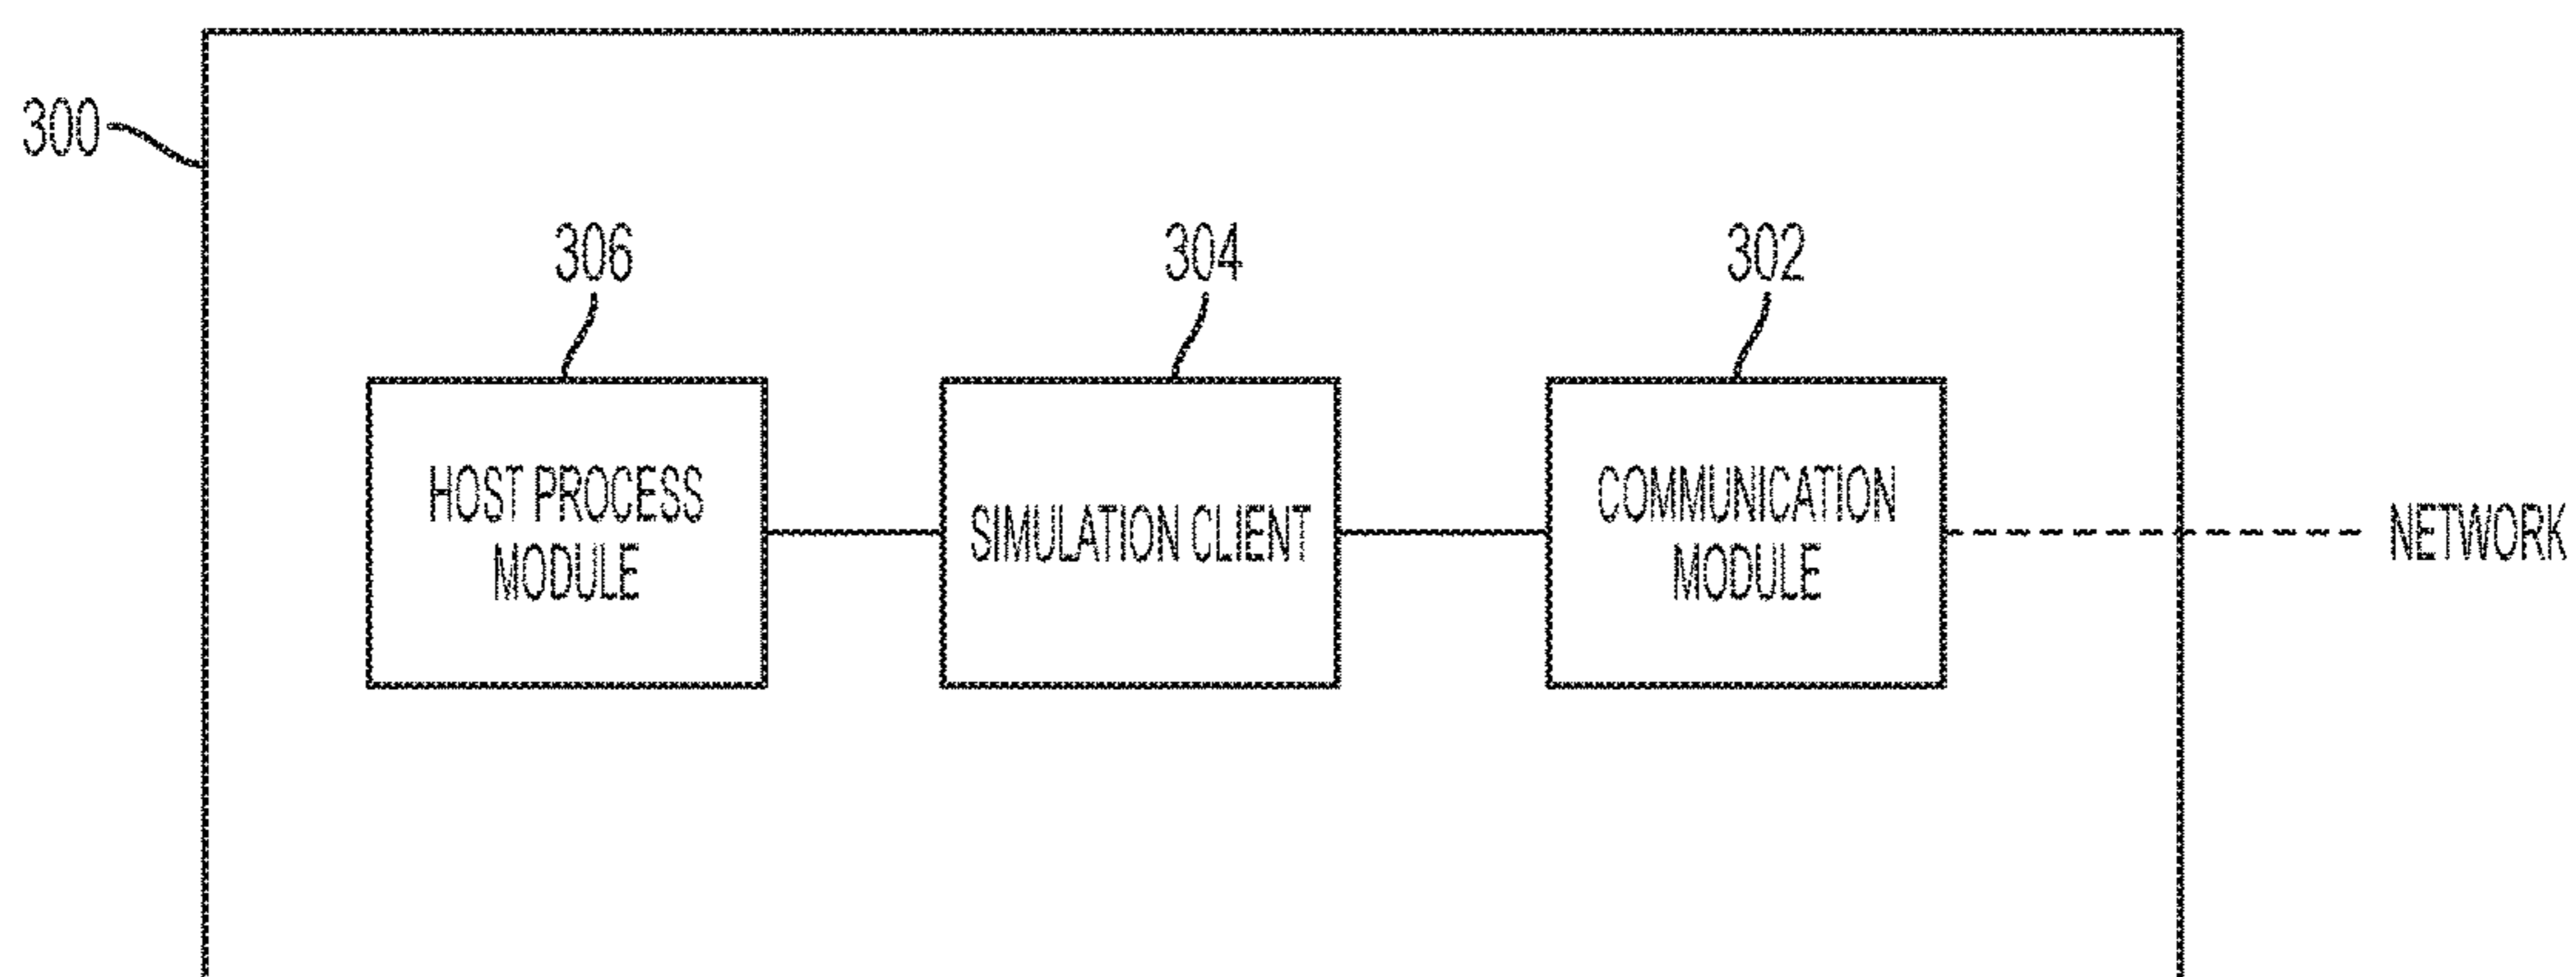 300
306
304
302
HOST PROCESS
MODULE
SIMULATION CLIENT
COMMUNICATION
MODULE
NETWORK